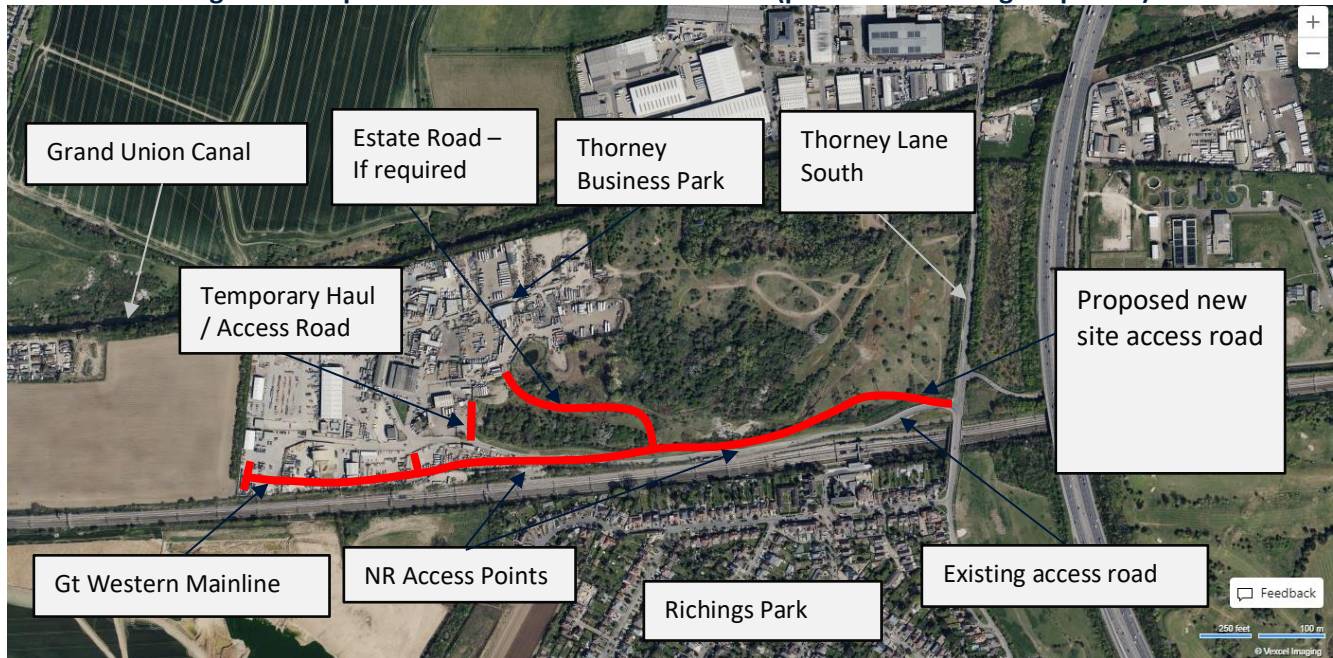 +
−
Grand Union Canal
Estate Road –
If required
Thorney
Business Park
Thorney Lane
South
Temporary Haul
/ Access Road
Proposed new
site access road
Gt Western Mainline
NR Access Points
Existing access road
Richings Park
Feedback
250 feet
100 m
© Vexcel Imaging